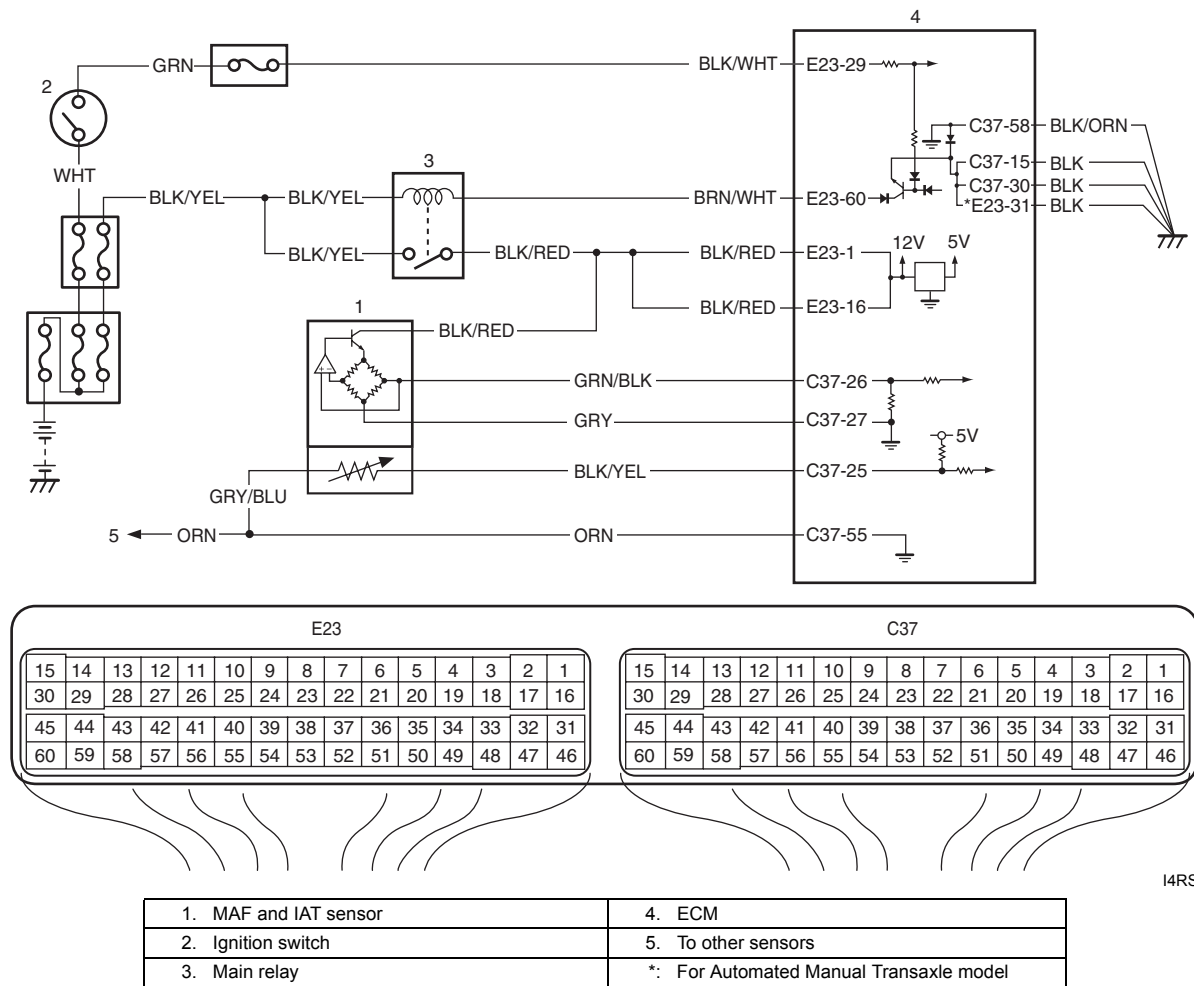 4
GRN BLK/WHT E23-29
2
C37-58 BLK/ORN
3 C37-15 BLK
WHT C37-30 BLK
BLK/YEL BLK/YEL BRN/WHT E23-60 *E23-31 BLK
12V 5V
BLK/YEL BLK/RED BLK/RED E23-1
1 BLK/RED E23-16
BLK/RED
+ -
GRN/BLK C37-26
GRY C37-27
5V
BLK/YEL C37-25
GRY/BLU
5 ORN ORN C37-55
E23 C37
15 14 13 12 11 10 9 8 7 6 5 4 3 2 1 15 14 13 12 11 10 9 8 7 6 5 4 3 2 1
30 29 28 27 26 25 24 23 22 21 20 19 18 17 16 30 29 28 27 26 25 24 23 22 21 20 19 18 17 16
45 44 43 42 41 40 39 38 37 36 35 34 33 32 31 45 44 43 42 41 40 39 38 37 36 35 34 33 32 31
60 59 58 57 56 55 54 53 52 51 50 49 48 47 46 60 59 58 57 56 55 54 53 52 51 50 49 48 47 46
I4RS
1. MAF and IAT sensor 4. ECM
2. Ignition switch 5. To other sensors
3. Main relay *: For Automated Manual Transaxle model